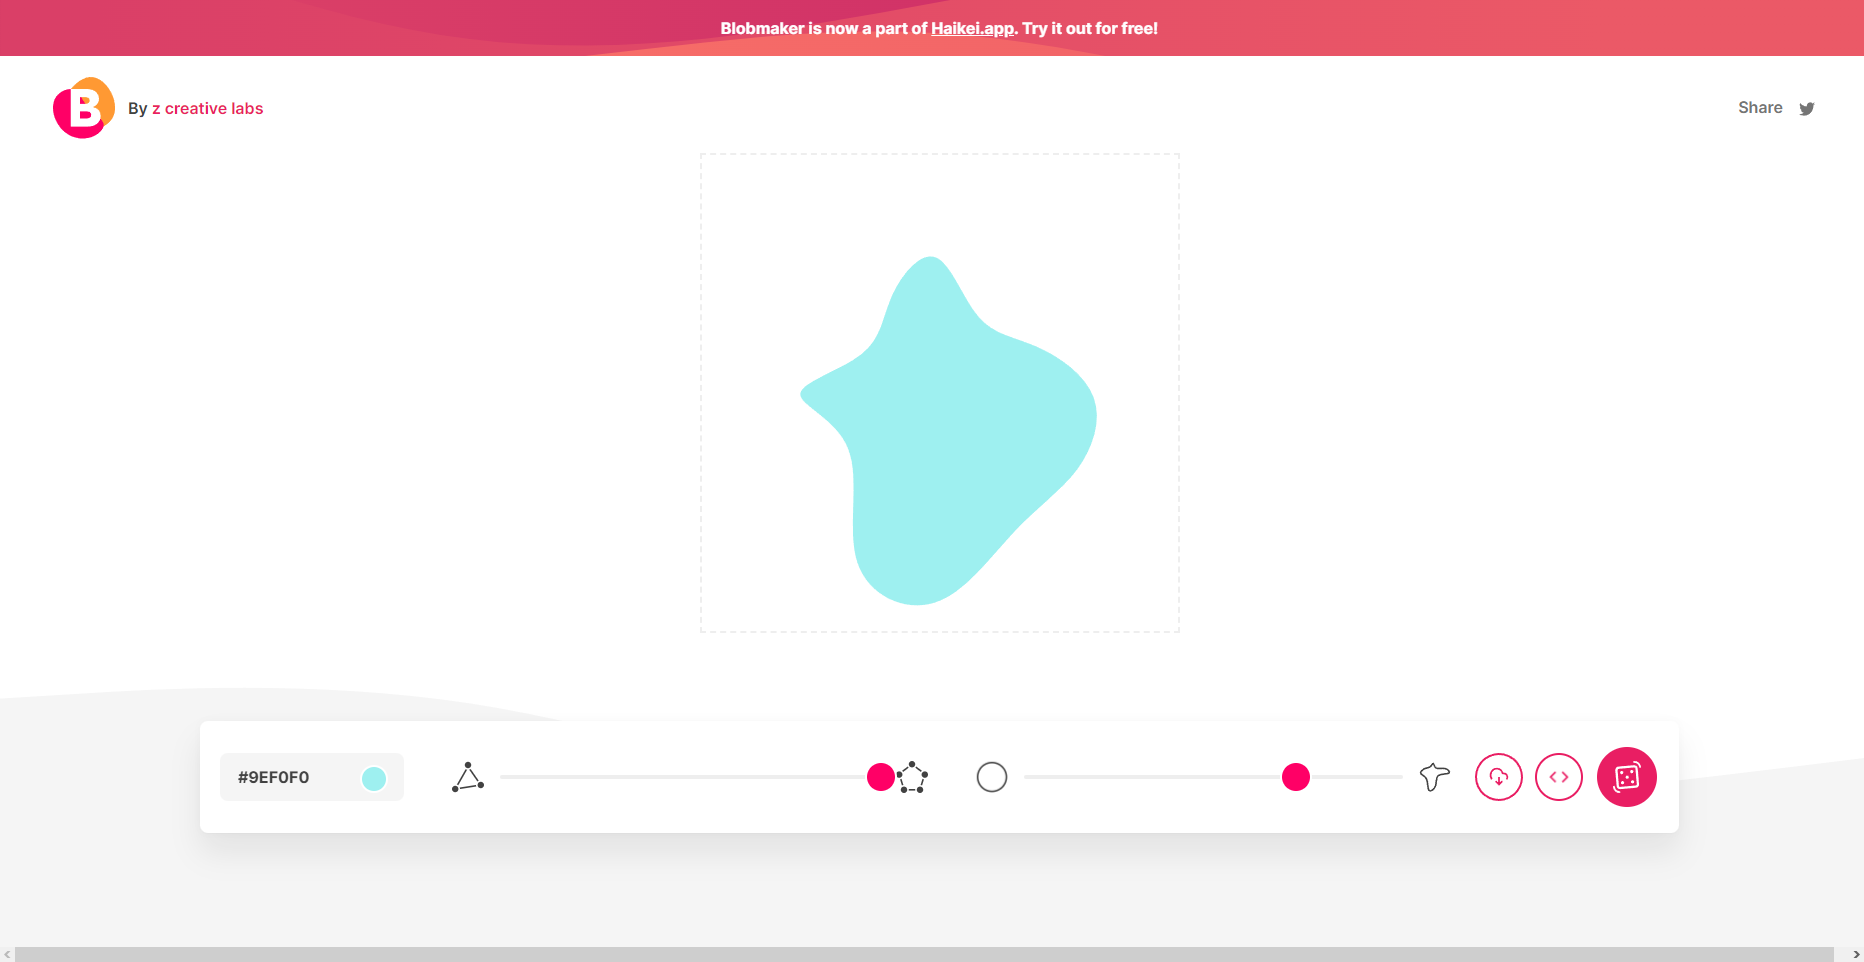 Blobmaker is now a part of Haikei.app. Try it out for free!
B By z creative labs
Share
#9EF0F0